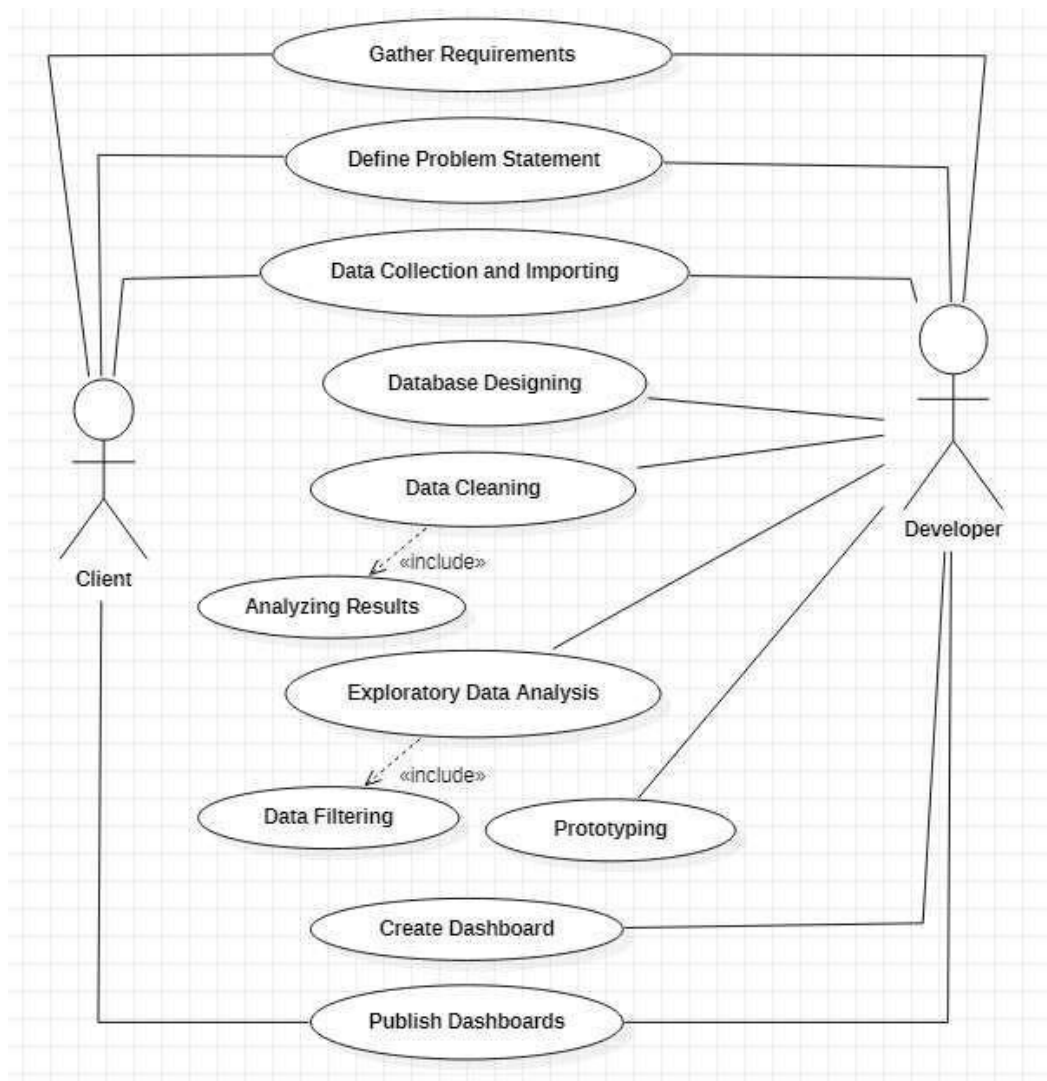 Gather Requirements
Define Problem Statement
Data Collection and Importing
Database Designing
Data Cleaning
Developer
«include»
Client
Analyzing Results
Exploratory Data Analysis
«include»
Data Filtering
Prototyping
Create Dashboard
Publish Dashboards